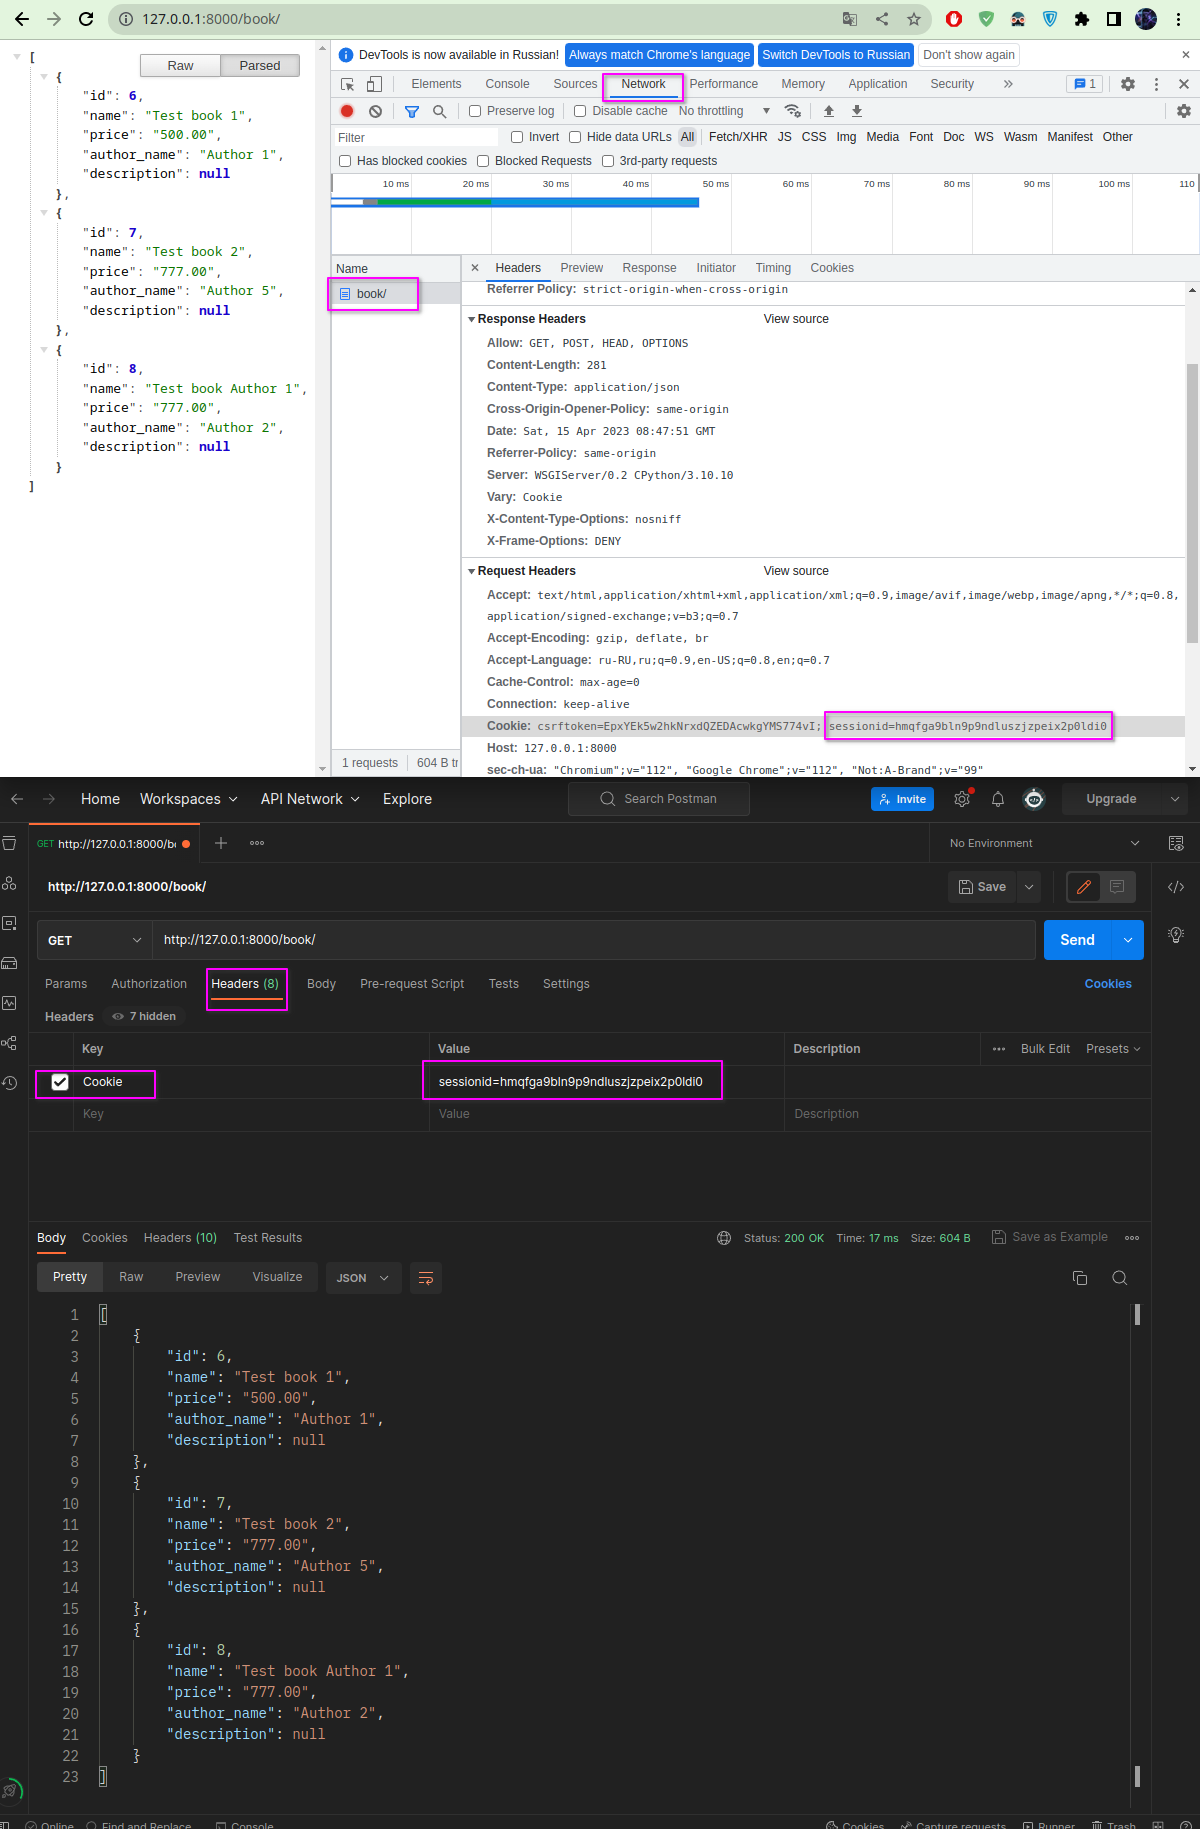 127.0.0.1:8000/book/
Raw Parsed
[
{
"id": 6,
"name": "Test book 1",
"price": "500.00",
"author_name": "Author 1",
"description": null
},
{
"id": 7,
"name": "Test book 2",
"price": "777.00",
"author_name": "Author 5",
"description": null
},
{
"id": 8,
"name": "Test book Author 1",
"price": "777.00",
"author_name": "Author 2",
"description": null
}
]
DevTools is now available in Russian! Always match Chrome's language Switch DevTools to Russian Don't show again
Elements Console Sources Network Performance Memory Application Security » 1
Preserve log Disable cache No throttling
Filter Invert Hide data URLs All Fetch/XHR JS CSS Img Media Font Doc WS Wasm Manifest Other
Has blocked cookies Blocked Requests 3rd-party requests
10 ms 20 ms 30 ms 40 ms 50 ms 60 ms 70 ms 80 ms 90 ms 100 ms 110
Name
book/
1 requests 604 B tr
Headers Preview Response Initiator Timing Cookies
Referrer Policy: strict-origin-when-cross-origin
Response Headers View source
Allow: GET, POST, HEAD, OPTIONS
Content-Length: 281
Content-Type: application/json
Cross-Origin-Opener-Policy: same-origin
Date: Sat, 15 Apr 2023 08:47:51 GMT
Referrer-Policy: same-origin
Server: WSGIServer/0.2 CPython/3.10.10
Vary: Cookie
X-Content-Type-Options: nosniff
X-Frame-Options: DENY
Request Headers View source
Accept: text/html,application/xhtml+xml,application/xml;q=0.9,image/avif,image/webp,image/apng,*/*;q=0.8,
application/signed-exchange;v=b3;q=0.7
Accept-Encoding: gzip, deflate, br
Accept-Language: ru-RU,ru;q=0.9,en-US;q=0.8,en;q=0.7
Cache-Control: max-age=0
Connection: keep-alive
Cookie: csrftoken=EpxYEk5w2hkNrxdQZEDAcwkgYMS774vI; sessionid=hmqfga9bln9p9ndluszjzpeix2p0ldi0
Host: 127.0.0.1:8000
sec-ch-ua: "Chromium";v="112", "Google Chrome";v="112", "Not:A-Brand";v="99"
Home Workspaces API Network Explore Search Postman Invite Upgrade
GET http://127.0.0.1:8000/b No Environment
http://127.0.0.1:8000/book/ Save
GET http://127.0.0.1:8000/book/ Send
Params Authorization Headers (8) Body Pre-request Script Tests Settings Cookies
Headers 7 hidden
Key Value Description Bulk Edit Presets
Cookie sessionid=hmqfga9bln9p9ndluszjzpeix2p0ldi0
Key Value Description
Body Cookies Headers (10) Test Results Status: 200 OK Time: 17 ms Size: 604 B Save as Example
Pretty Raw Preview Visualize JSON
1 [
2 {
3 "id": 6,
4 "name": "Test book 1",
5 "price": "500.00",
6 "author_name": "Author 1",
7 "description": null
8 },
9 {
10 "id": 7,
11 "name": "Test book 2",
12 "price": "777.00",
13 "author_name": "Author 5",
14 "description": null
15 },
16 {
17 "id": 8,
18 "name": "Test book Author 1",
19 "price": "777.00",
20 "author_name": "Author 2",
21 "description": null
22 }
23 ]
Online Find and Replace Console Cookies Capture requests Runner Trash